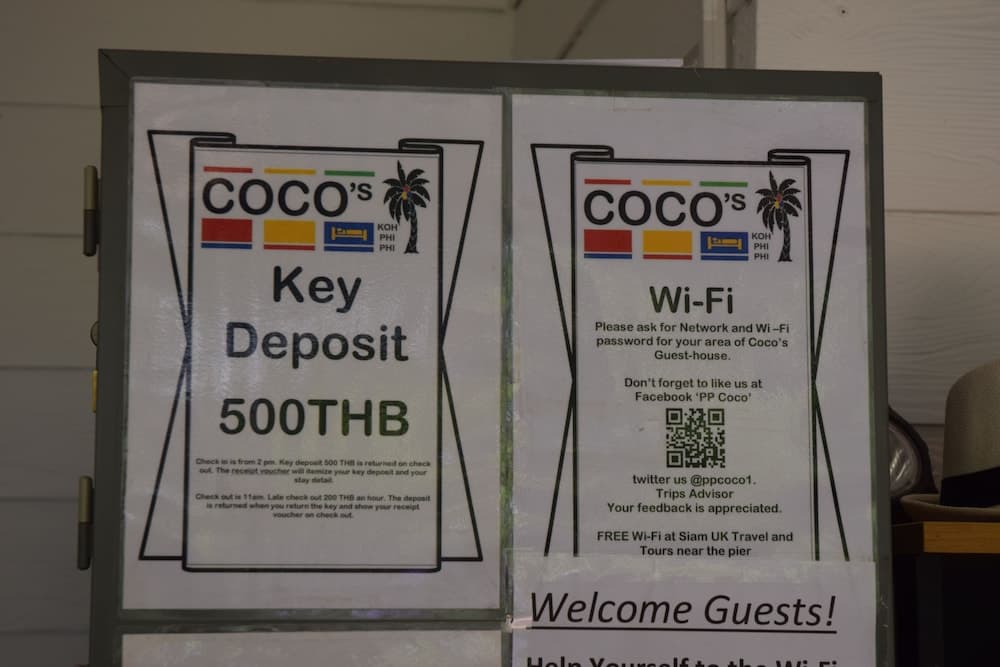 COCO'S
KOH
PHI
PHI
Key
Deposit
500THB
Check in is from 2 pm. Key deposit 500 THB is returned on check
out. The receipt voucher will itemize your key deposit and your
stay detail.
Check out is 11am. Late check out 200 THB an hour. The deposit
is returned when you return the key and show your receipt
voucher on check out.
COCO'S
KOH
PHI
PHI
Wi-Fi
Please ask for Network and Wi –Fi
password for your area of Coco's
Guest-house.
Don't forget to like us at
Facebook 'PP Coco'
twitter us @ppcoco1.
Trips Advisor
Your feedback is appreciated.
FREE Wi-Fi at Siam UK Travel and
Tours near the pier
Welcome Guests!
Help Yourself to the Wi-Fi